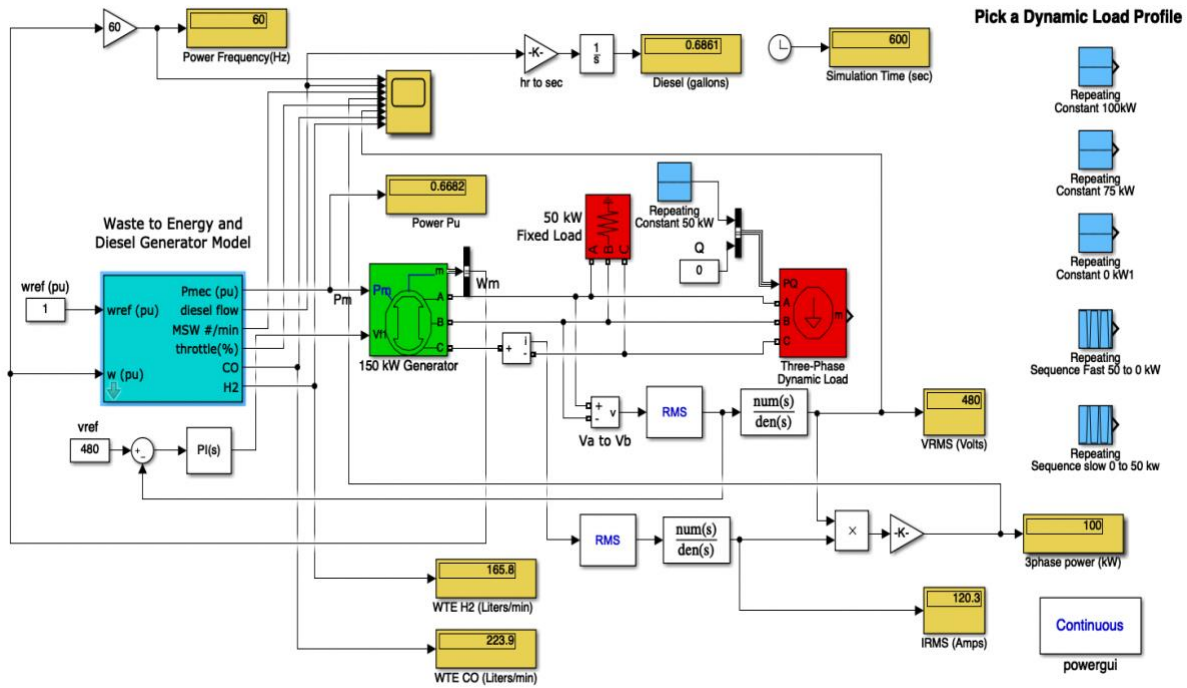 60
60
Power Frequency(Hz)
-K-
hr to sec
1
s
0.6861
Diesel (gallons)
600
Simulation Time (sec)
Pick a Dynamic Load Profile
Repeating
Constant 100kW
Repeating
Constant 75 kW
Repeating
Constant 0 kW1
Repeating
Sequence Fast 50 to 0 kW
Repeating
Sequence slow 0 to 50 kw
0.6682
Power Pu
50 kW
Fixed Load
A
B
C
Repeating
Constant 50 kW
Q
0
Waste to Energy and
Diesel Generator Model
wref (pu)
1
wref (pu)
w (pu)
Pmec (pu)
diesel flow
MSW #/min
throttle(%)
CO
H2
Pm
Pm
Vf1
m
A
B
C
150 kW Generator
Wm
+
i
-
PQ
A
B
C
m
Three-Phase
Dynamic Load
vref
480
+
-
PI(s)
+
-
v
Va to Vb
RMS
num(s)
den(s)
480
VRMS (Volts)
RMS
num(s)
den(s)
×
-K-
100
3phase power (kW)
165.8
WTE H2 (Liters/min)
223.9
WTE CO (Liters/min)
120.3
IRMS (Amps)
Continuous
powergui